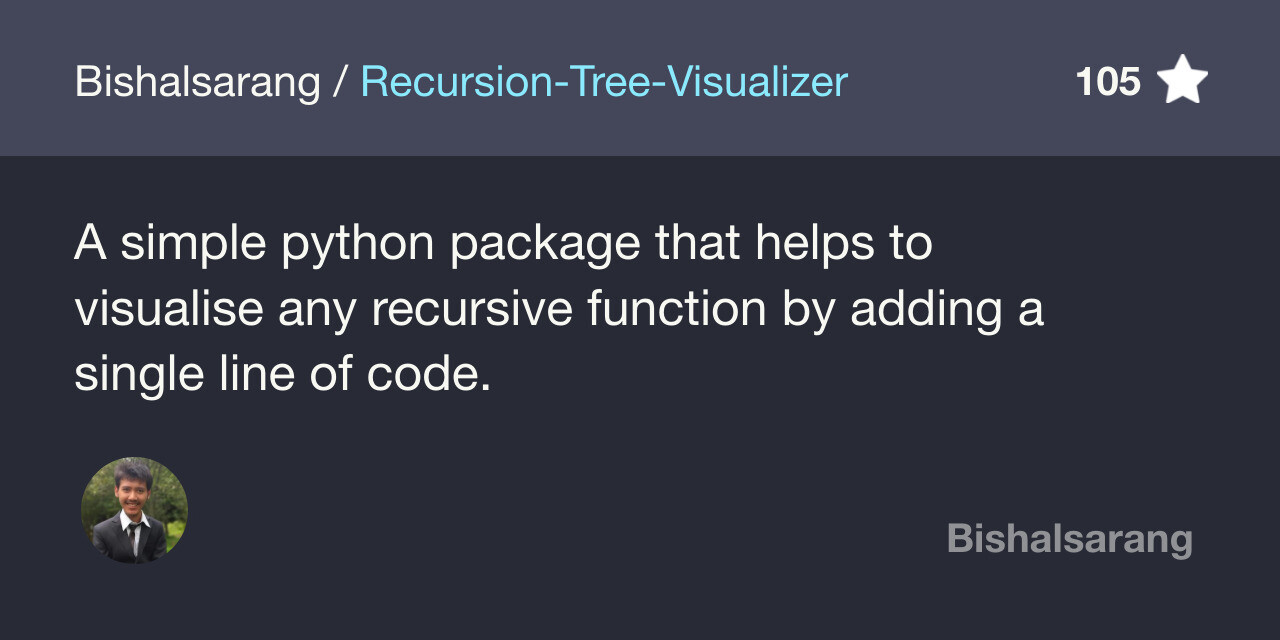 Bishalsarang / Recursion-Tree-Visualizer 105
A simple python package that helps to
visualise any recursive function by adding a
single line of code.
Bishalsarang